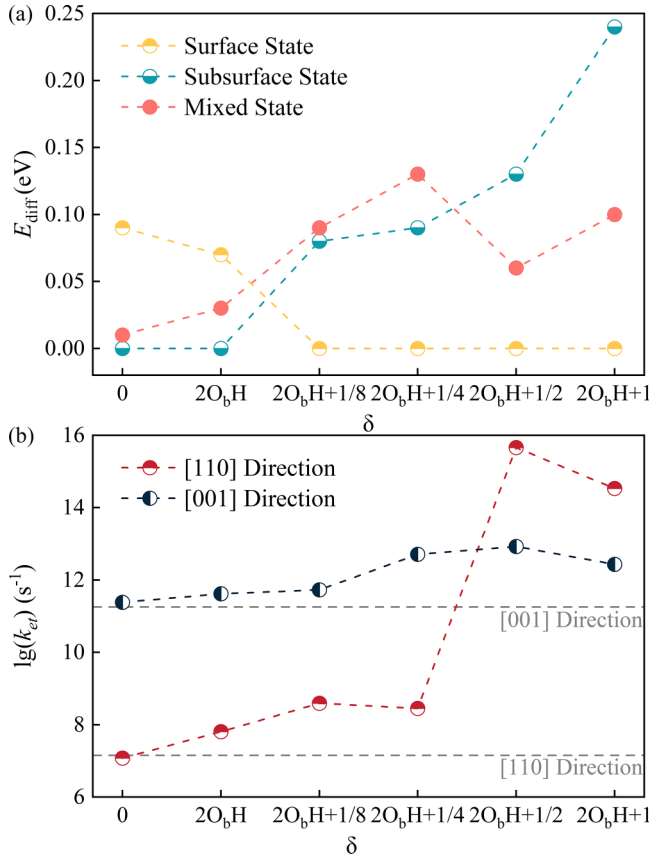 (a)
0.25
0.20
0.15
0.10
0.05
0.00
E_diff (eV)
Surface State
Subsurface State
Mixed State
0 2O_bH 2O_bH+1/8 2O_bH+1/4 2O_bH+1/2 2O_bH+1
δ
(b)
16
14
12
10
8
6
lg(k_et) (s⁻¹)
[110] Direction
[001] Direction
[001] Direction
[110] Direction
0 2O_bH 2O_bH+1/8 2O_bH+1/4 2O_bH+1/2 2O_bH+1
δ